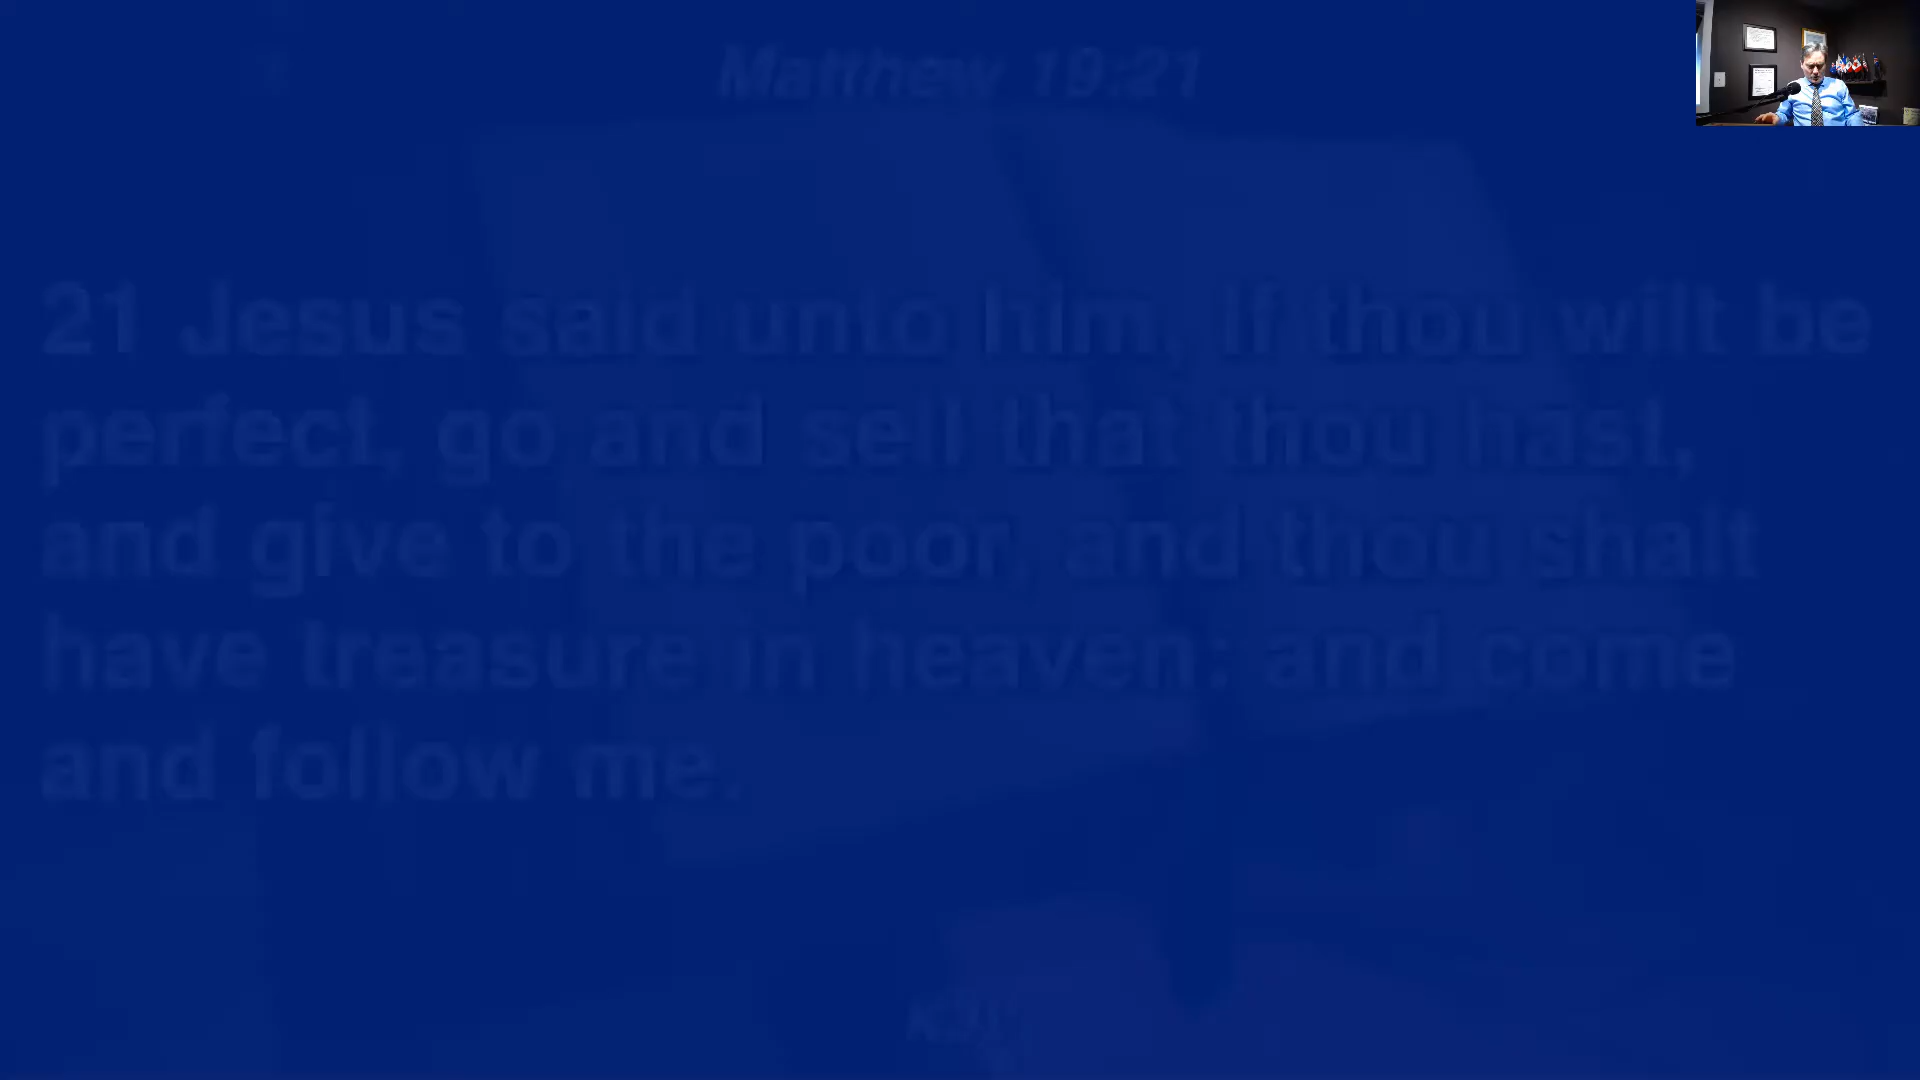 Matthew 19:21
21 Jesus said unto him, If thou wilt be
perfect, go and sell that thou hast,
and give to the poor, and thou shalt
have treasure in heaven: and come
and follow me.
KJV